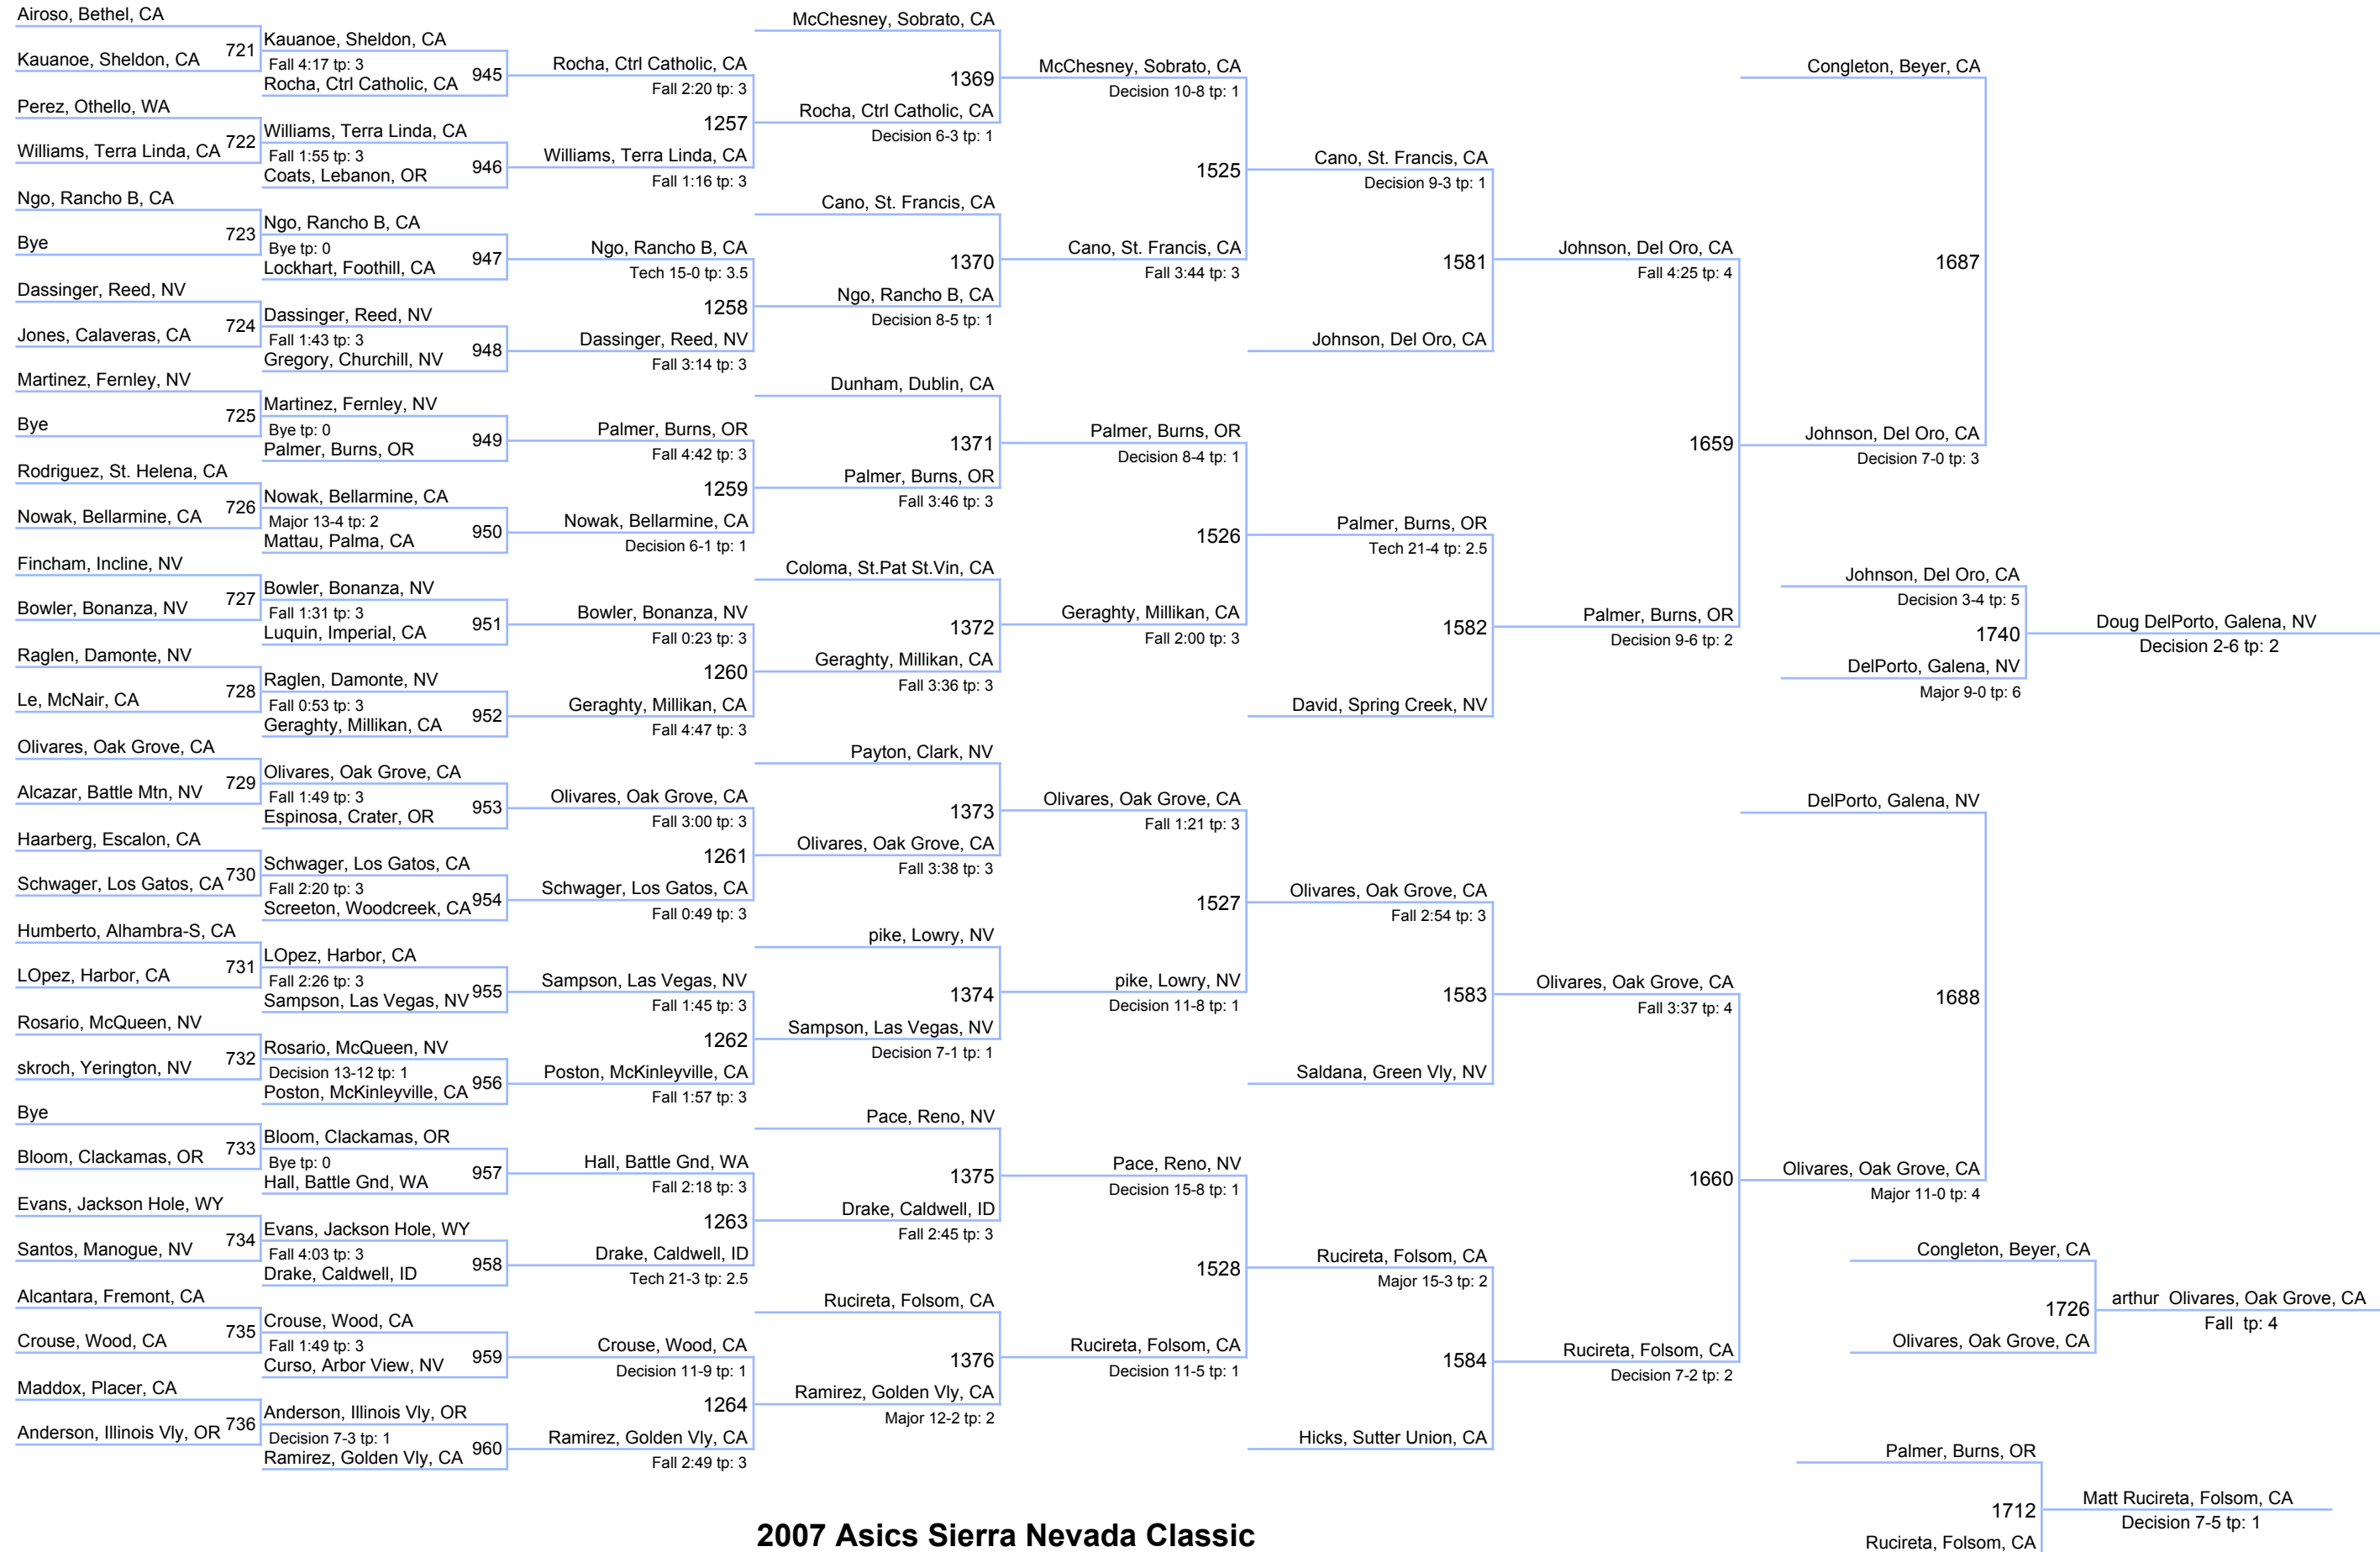 Airoso, Bethel, CA
721
Kauanoe, Sheldon, CA
Perez, Othello, WA
722
Williams, Terra Linda, CA
Ngo, Rancho B, CA
723
Bye
Dassinger, Reed, NV
724
Jones, Calaveras, CA
Martinez, Fernley, NV
725
Bye
Rodriguez, St. Helena, CA
726
Nowak, Bellarmine, CA
Fincham, Incline, NV
727
Bowler, Bonanza, NV
Raglen, Damonte, NV
728
Le, McNair, CA
Olivares, Oak Grove, CA
729
Alcazar, Battle Mtn, NV
Haarberg, Escalon, CA
730
Schwager, Los Gatos, CA
Humberto, Alhambra-S, CA
731
LOpez, Harbor, CA
Rosario, McQueen, NV
732
skroch, Yerington, NV
Bye
733
Bloom, Clackamas, OR
Evans, Jackson Hole, WY
734
Santos, Manogue, NV
Alcantara, Fremont, CA
735
Crouse, Wood, CA
Maddox, Placer, CA
736
Anderson, Illinois Vly, OR
Kauanoe, Sheldon, CA
Fall 4:17 tp: 3
945
Rocha, Ctrl Catholic, CA
Williams, Terra Linda, CA
Fall 1:55 tp: 3
946
Coats, Lebanon, OR
Ngo, Rancho B, CA
Bye tp: 0
947
Lockhart, Foothill, CA
Dassinger, Reed, NV
Fall 1:43 tp: 3
948
Gregory, Churchill, NV
Martinez, Fernley, NV
Bye tp: 0
949
Palmer, Burns, OR
Nowak, Bellarmine, CA
Major 13-4 tp: 2
950
Mattau, Palma, CA
Bowler, Bonanza, NV
Fall 1:31 tp: 3
951
Luquin, Imperial, CA
Raglen, Damonte, NV
Fall 0:53 tp: 3
952
Geraghty, Millikan, CA
Olivares, Oak Grove, CA
Fall 1:49 tp: 3
953
Espinosa, Crater, OR
Schwager, Los Gatos, CA
Fall 2:20 tp: 3
954
Screeton, Woodcreek, CA
LOpez, Harbor, CA
Fall 2:26 tp: 3
955
Sampson, Las Vegas, NV
Rosario, McQueen, NV
Decision 13-12 tp: 1
956
Poston, McKinleyville, CA
Bloom, Clackamas, OR
Bye tp: 0
957
Hall, Battle Gnd, WA
Evans, Jackson Hole, WY
Fall 4:03 tp: 3
958
Drake, Caldwell, ID
Crouse, Wood, CA
Fall 1:49 tp: 3
959
Curso, Arbor View, NV
Anderson, Illinois Vly, OR
Decision 7-3 tp: 1
960
Ramirez, Golden Vly, CA
Rocha, Ctrl Catholic, CA
Fall 2:20 tp: 3
1257
Williams, Terra Linda, CA
Fall 1:16 tp: 3
Ngo, Rancho B, CA
Tech 15-0 tp: 3.5
1258
Dassinger, Reed, NV
Fall 3:14 tp: 3
Palmer, Burns, OR
Fall 4:42 tp: 3
1259
Nowak, Bellarmine, CA
Decision 6-1 tp: 1
Bowler, Bonanza, NV
Fall 0:23 tp: 3
1260
Geraghty, Millikan, CA
Fall 4:47 tp: 3
Olivares, Oak Grove, CA
Fall 3:00 tp: 3
1261
Schwager, Los Gatos, CA
Fall 0:49 tp: 3
Sampson, Las Vegas, NV
Fall 1:45 tp: 3
1262
Poston, McKinleyville, CA
Fall 1:57 tp: 3
Hall, Battle Gnd, WA
Fall 2:18 tp: 3
1263
Drake, Caldwell, ID
Tech 21-3 tp: 2.5
Crouse, Wood, CA
Decision 11-9 tp: 1
1264
Ramirez, Golden Vly, CA
Fall 2:49 tp: 3
McChesney, Sobrato, CA
1369
Rocha, Ctrl Catholic, CA
Decision 6-3 tp: 1
Cano, St. Francis, CA
1370
Ngo, Rancho B, CA
Decision 8-5 tp: 1
Dunham, Dublin, CA
1371
Palmer, Burns, OR
Fall 3:46 tp: 3
Coloma, St.Pat St.Vin, CA
1372
Geraghty, Millikan, CA
Fall 3:36 tp: 3
Payton, Clark, NV
1373
Olivares, Oak Grove, CA
Fall 3:38 tp: 3
pike, Lowry, NV
1374
Sampson, Las Vegas, NV
Decision 7-1 tp: 1
Pace, Reno, NV
1375
Drake, Caldwell, ID
Fall 2:45 tp: 3
Rucireta, Folsom, CA
1376
Ramirez, Golden Vly, CA
Major 12-2 tp: 2
McChesney, Sobrato, CA
Decision 10-8 tp: 1
1525
Cano, St. Francis, CA
Fall 3:44 tp: 3
Palmer, Burns, OR
Decision 8-4 tp: 1
1526
Geraghty, Millikan, CA
Fall 2:00 tp: 3
Olivares, Oak Grove, CA
Fall 1:21 tp: 3
1527
pike, Lowry, NV
Decision 11-8 tp: 1
Pace, Reno, NV
Decision 15-8 tp: 1
1528
Rucireta, Folsom, CA
Decision 11-5 tp: 1
Cano, St. Francis, CA
Decision 9-3 tp: 1
1581
Johnson, Del Oro, CA
Palmer, Burns, OR
Tech 21-4 tp: 2.5
1582
David, Spring Creek, NV
Olivares, Oak Grove, CA
Fall 2:54 tp: 3
1583
Saldana, Green Vly, NV
Rucireta, Folsom, CA
Major 15-3 tp: 2
1584
Hicks, Sutter Union, CA
Johnson, Del Oro, CA
Fall 4:25 tp: 4
1659
Palmer, Burns, OR
Decision 9-6 tp: 2
Olivares, Oak Grove, CA
Fall 3:37 tp: 4
1660
Rucireta, Folsom, CA
Decision 7-2 tp: 2
Congleton, Beyer, CA
1687
Johnson, Del Oro, CA
Decision 7-0 tp: 3
DelPorto, Galena, NV
1688
Olivares, Oak Grove, CA
Major 11-0 tp: 4
Johnson, Del Oro, CA
Decision 3-4 tp: 5
1740
DelPorto, Galena, NV
Major 9-0 tp: 6
Doug DelPorto, Galena, NV
Decision 2-6 tp: 2
Congleton, Beyer, CA
1726
Olivares, Oak Grove, CA
arthur Olivares, Oak Grove, CA
Fall tp: 4
Palmer, Burns, OR
1712
Rucireta, Folsom, CA
Matt Rucireta, Folsom, CA
Decision 7-5 tp: 1
2007 Asics Sierra Nevada Classic